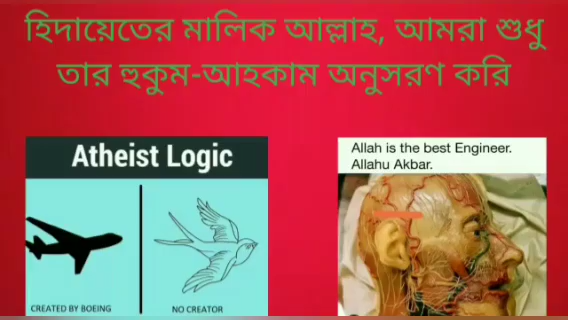 হিদায়েতের মালিক আল্লাহ, আমরা শুধু
তার হুকুম-আহকাম অনুসরণ করি
Atheist Logic
CREATED BY BOEING
NO CREATOR
Allah is the best Engineer.
Allahu Akbar.